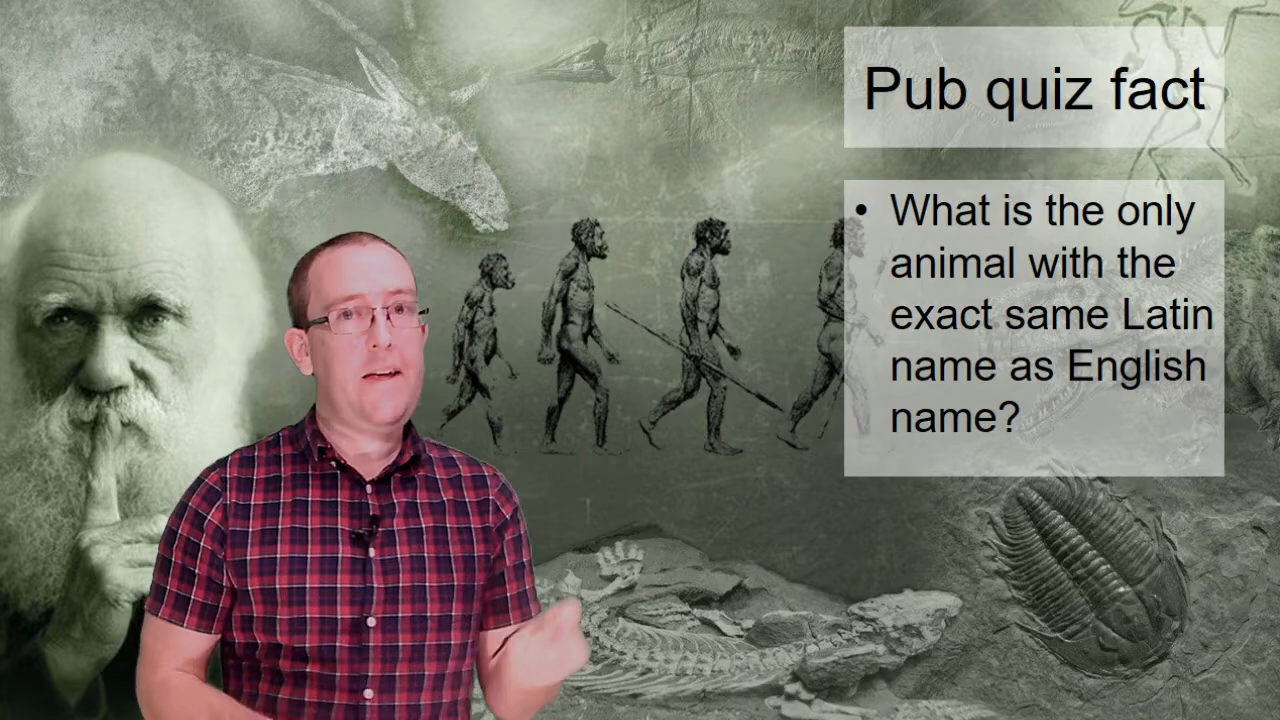 Pub quiz fact
• What is the only
animal with the
exact same Latin
name as English
name?